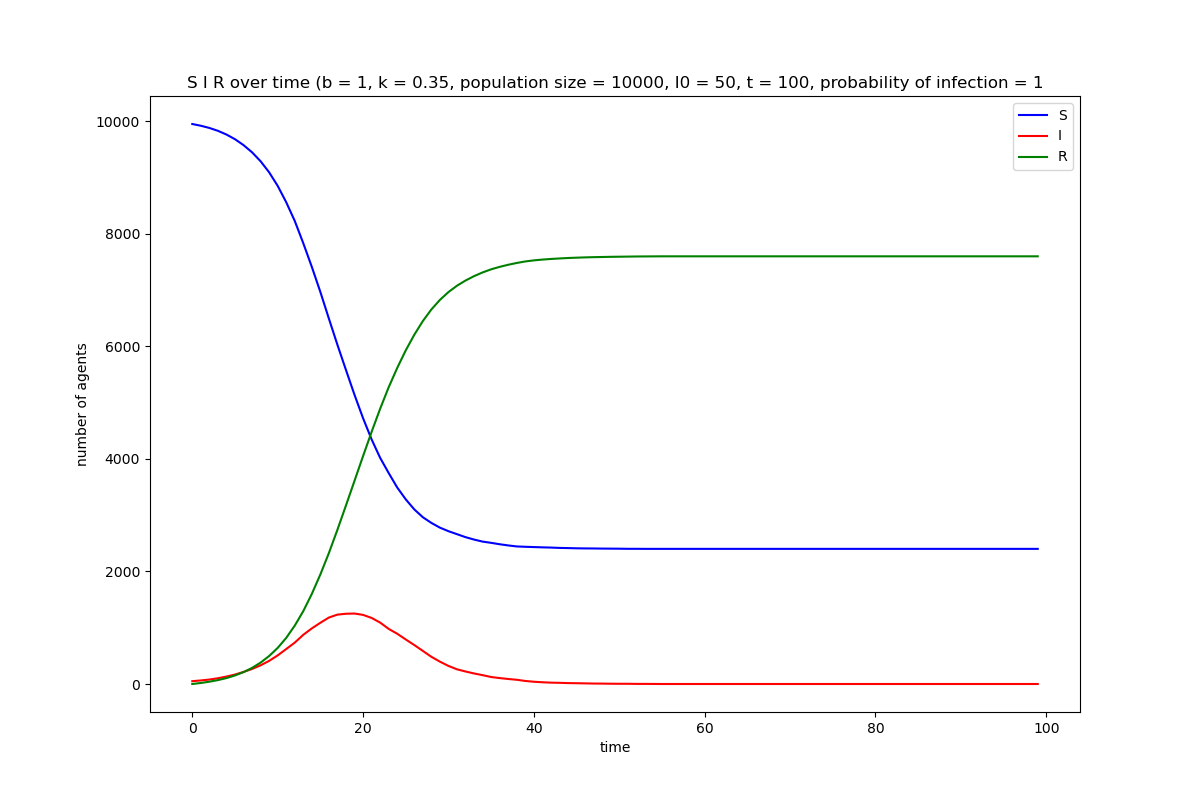 S I R over time (b = 1, k = 0.35, population size = 10000, I0 = 50, t = 100, probability of infection = 1
S
I
R
10000
8000
6000
4000
2000
0
number of agents
0 20 40 60 80 100
time